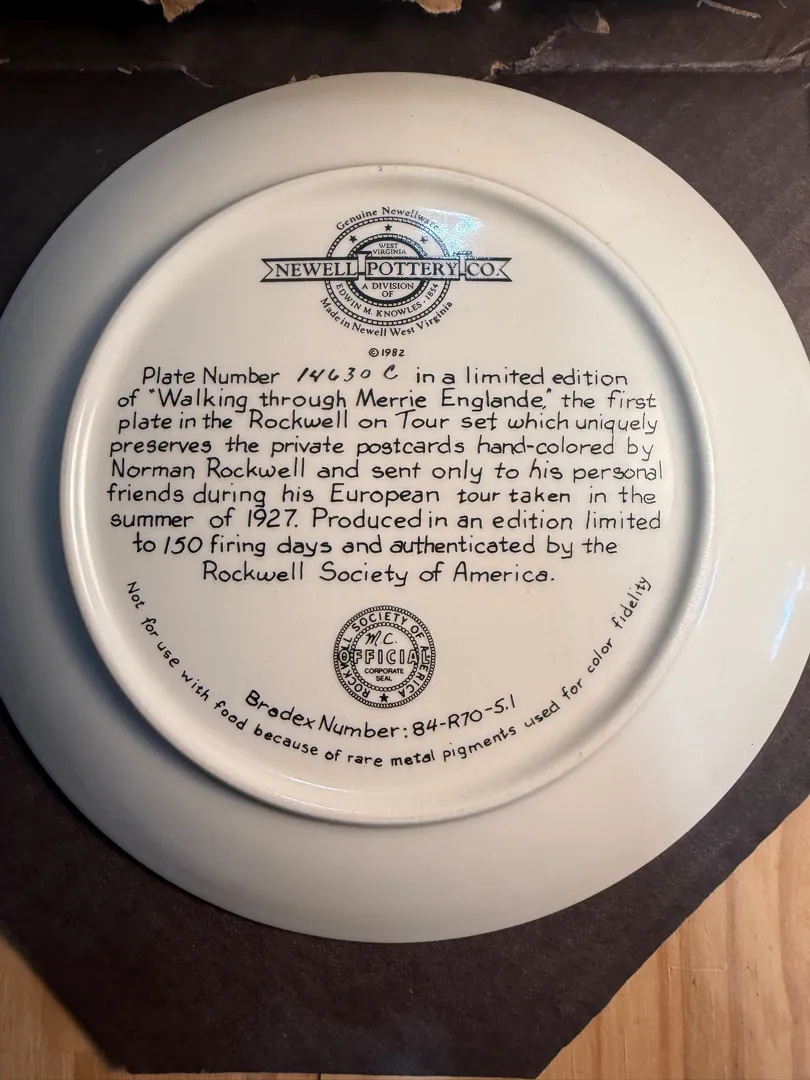 Genuine Newellware
WEST
VIRGINIA
NEWELL POTTERY CO.
A DIVISION
OF
EDWIN M. KNOWLES · 1854
Made in Newell West Virginia
©1982
Plate Number 14630 C in a limited edition
of "Walking through Merrie Englande," the first
plate in the Rockwell on Tour set which uniquely
preserves the private postcards hand-colored by
Norman Rockwell and sent only to his personal
friends during his European tour taken in the
summer of 1927. Produced in an edition limited
to 150 firing days and authenticated by the
Rockwell Society of America.
ROCKWELL SOCIETY OF AMERICA
M.C.
OFFICIAL
CORPORATE
SEAL
Bradex Number: 84-R70-5.1
Not for use with food because of rare metal pigments used for color fidelity